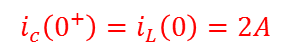 i_c(0⁺) = i_L(0) = 2A